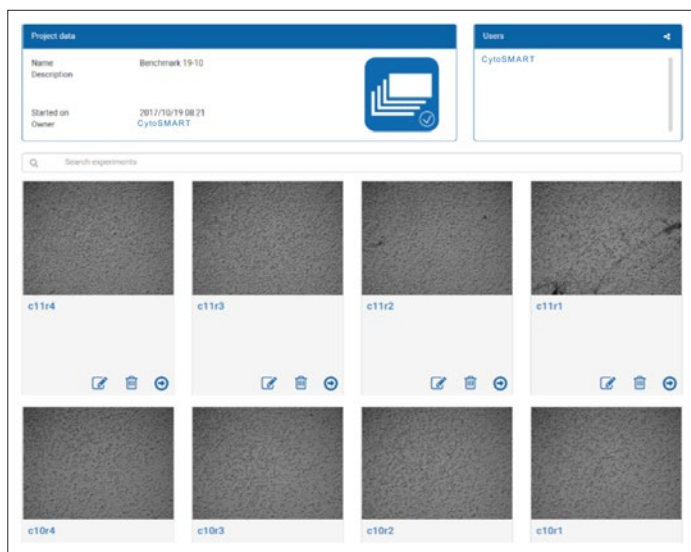 Project data
Users
Name Benchmark 19-10
Description
CytoSMART
Started on 2017/10/19 08:21
Owner CytoSMART
Search experiments
c11r4 c11r3 c11r2 c11r1
c10r4 c10r3 c10r2 c10r1